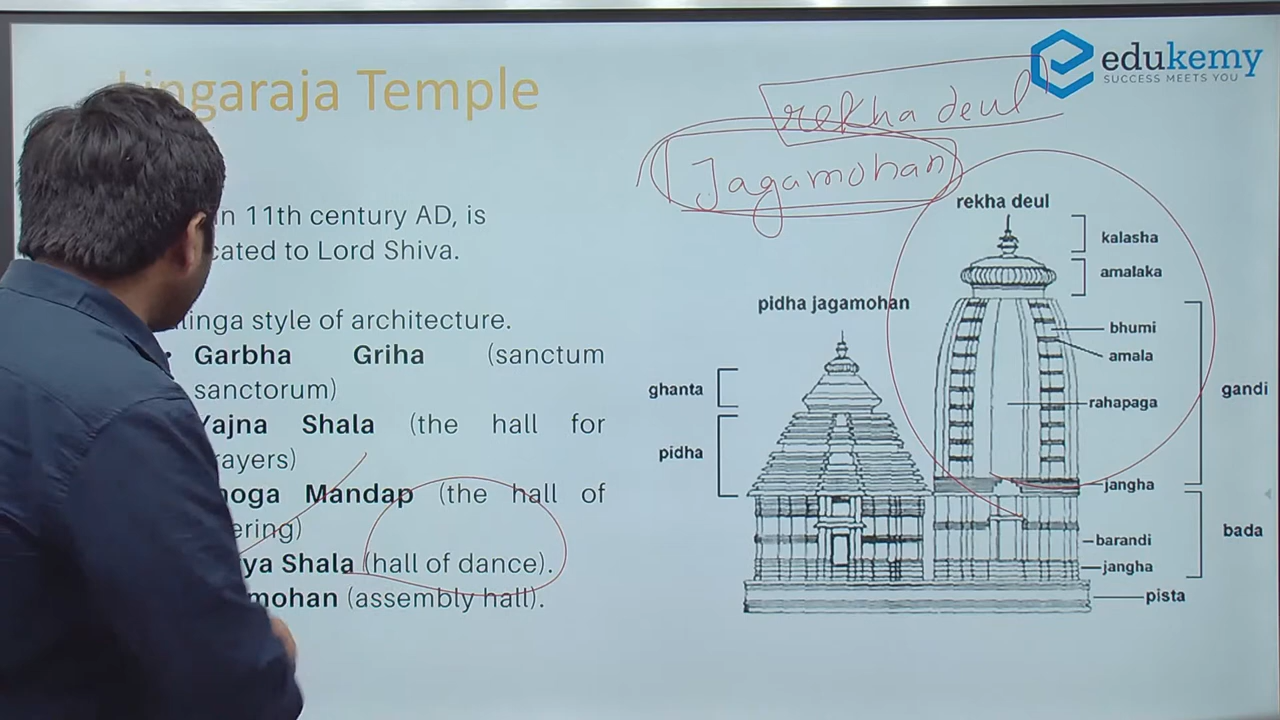 ngaraja Temple
edukemy
SUCCESS MEETS YOU
rekha deul
Jagamohan
n 11th century AD, is
cated to Lord Shiva.
linga style of architecture.
Garbha Griha (sanctum
sanctorum)
Yajna Shala (the hall for
rayers)
hoga Mandap (the hall of
ering)
ya Shala (hall of dance).
mohan (assembly hall).
rekha deul
kalasha
amalaka
pidha jagamohan
bhumi
amala
ghanta
rahapaga
gandi
pidha
jangha
bada
barandi
jangha
pista